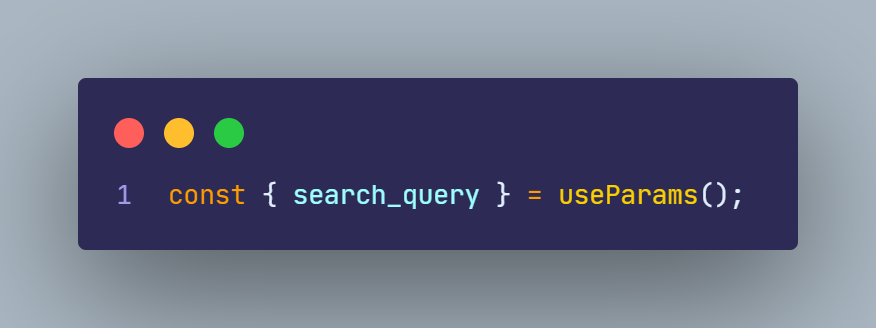 1 const { search_query } = useParams();